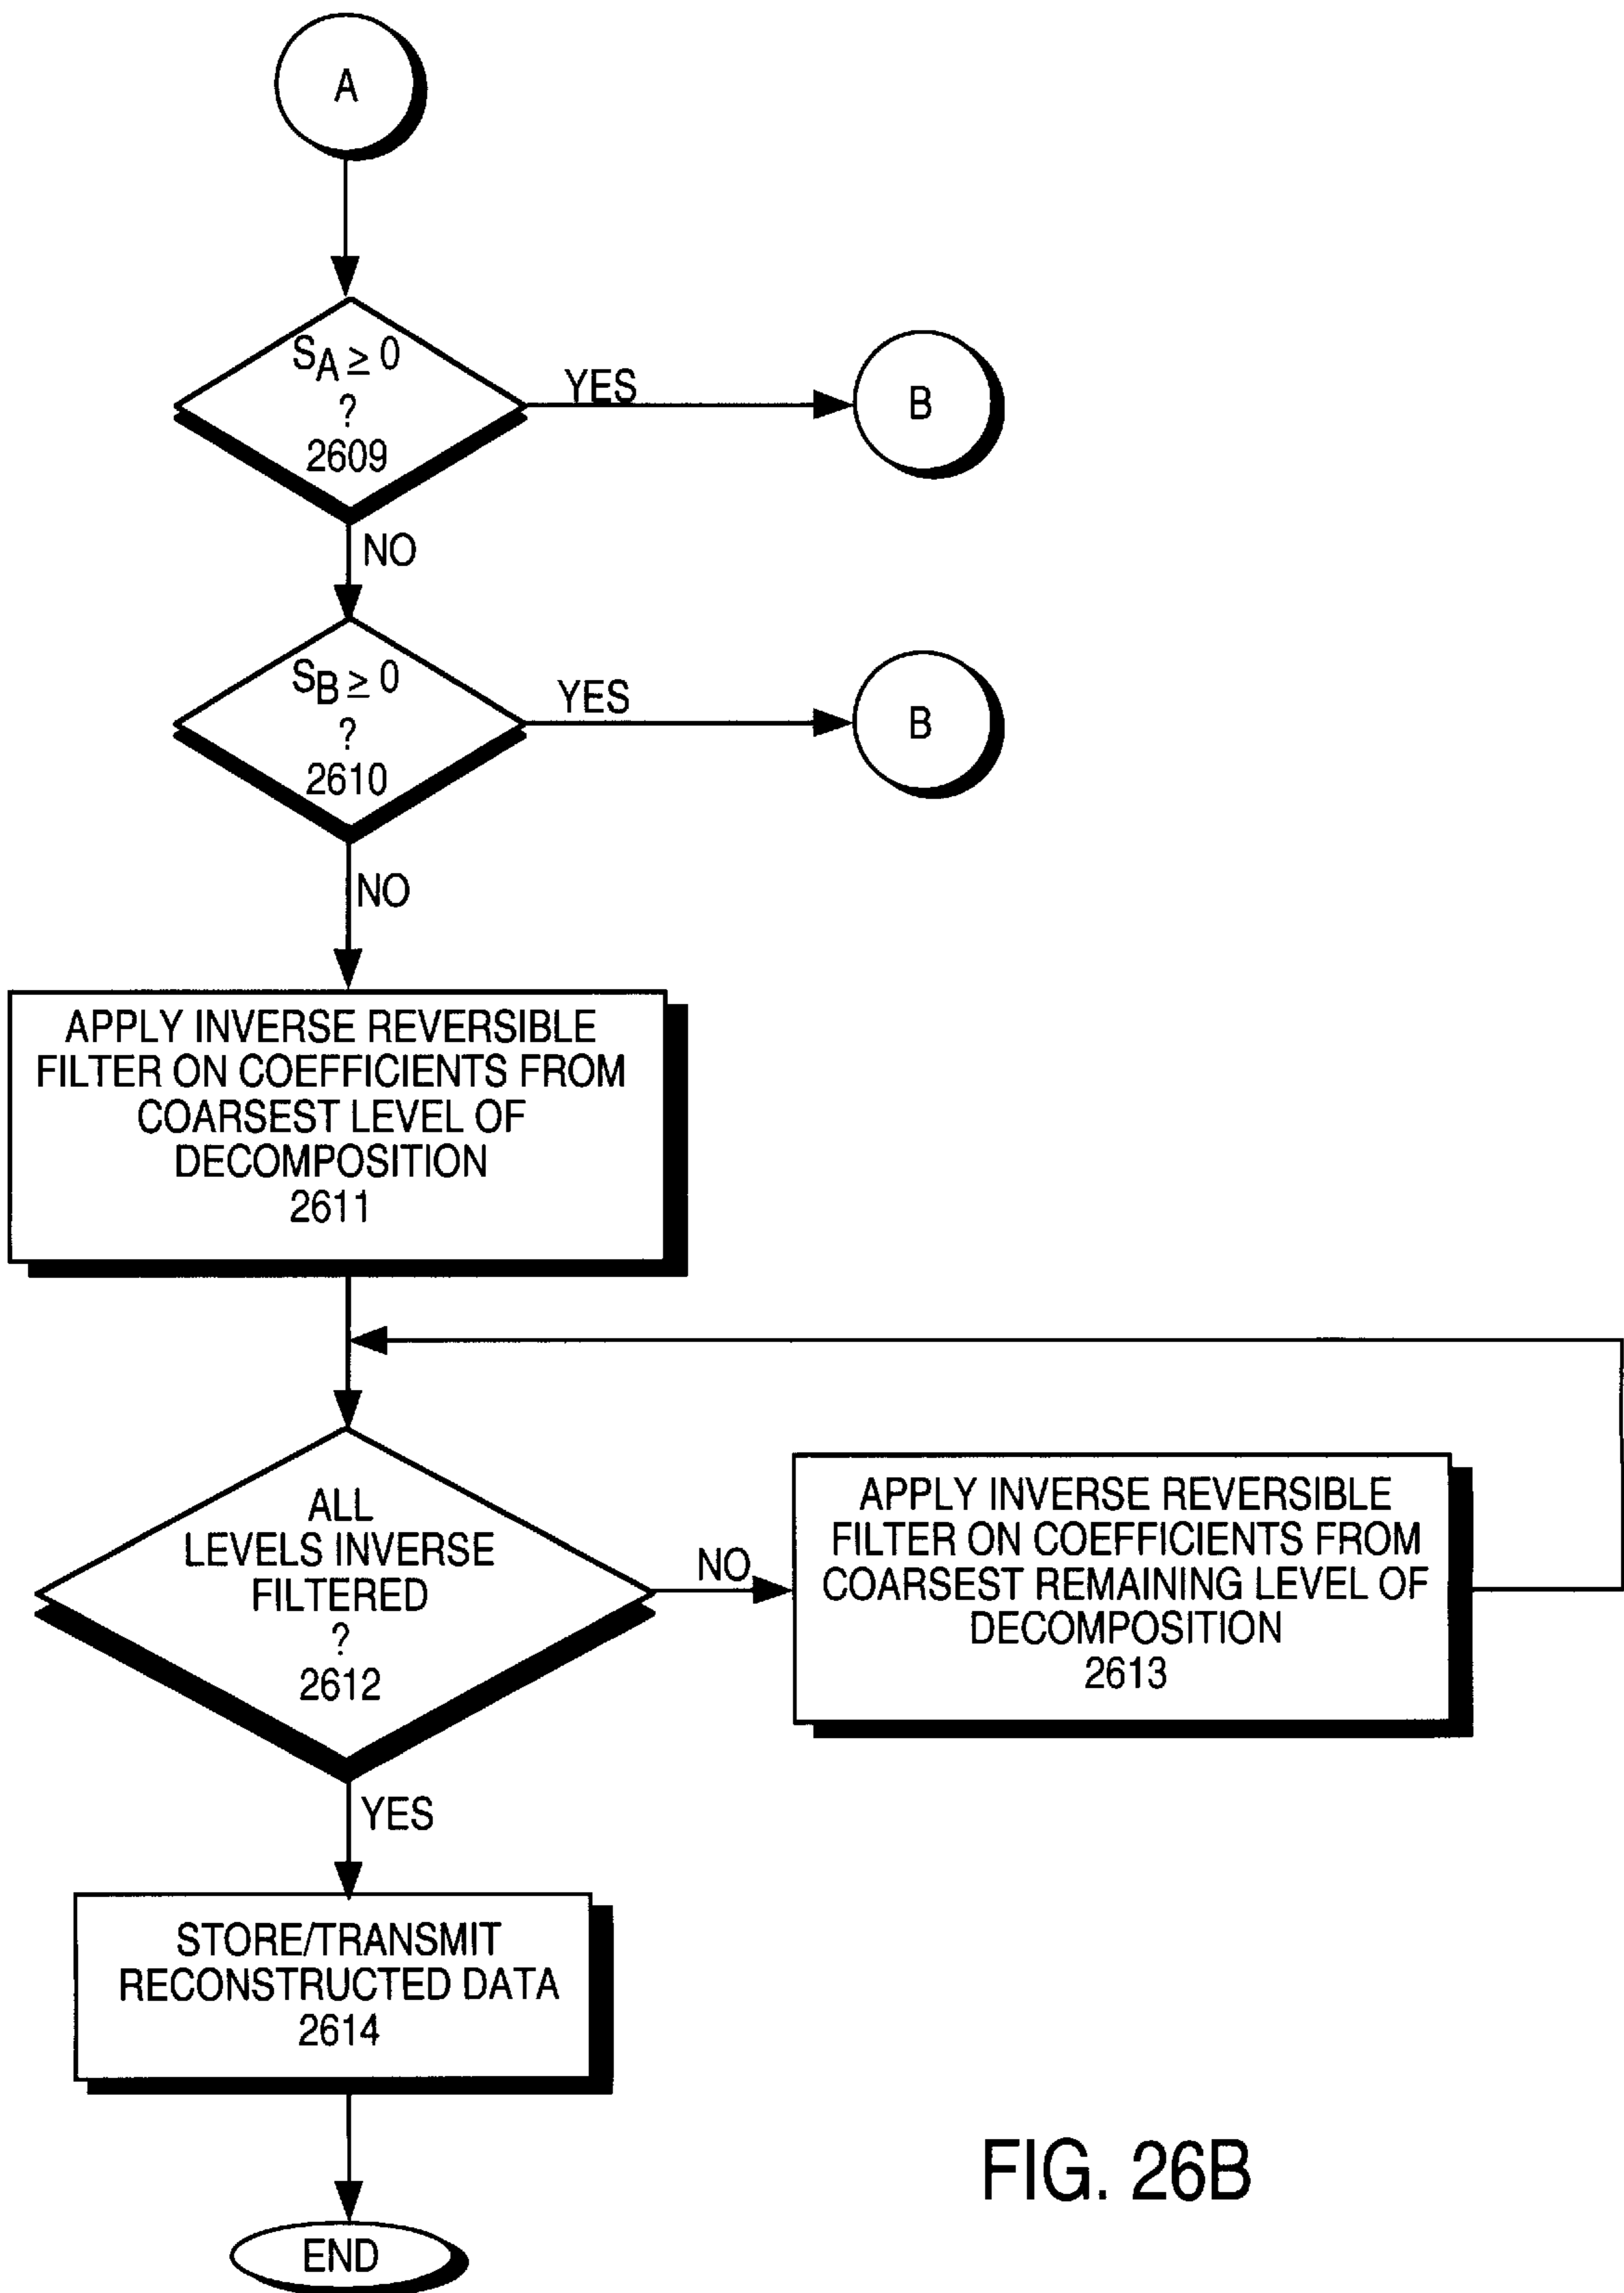 A
SA ≥ 0
?
2609
YES
B
NO
SB ≥ 0
?
2610
YES
B
NO
APPLY INVERSE REVERSIBLE
FILTER ON COEFFICIENTS FROM
COARSEST LEVEL OF
DECOMPOSITION
2611
ALL
LEVELS INVERSE
FILTERED
?
2612
NO
APPLY INVERSE REVERSIBLE
FILTER ON COEFFICIENTS FROM
COARSEST REMAINING LEVEL OF
DECOMPOSITION
2613
YES
STORE/TRANSMIT
RECONSTRUCTED DATA
2614
END
FIG. 26B